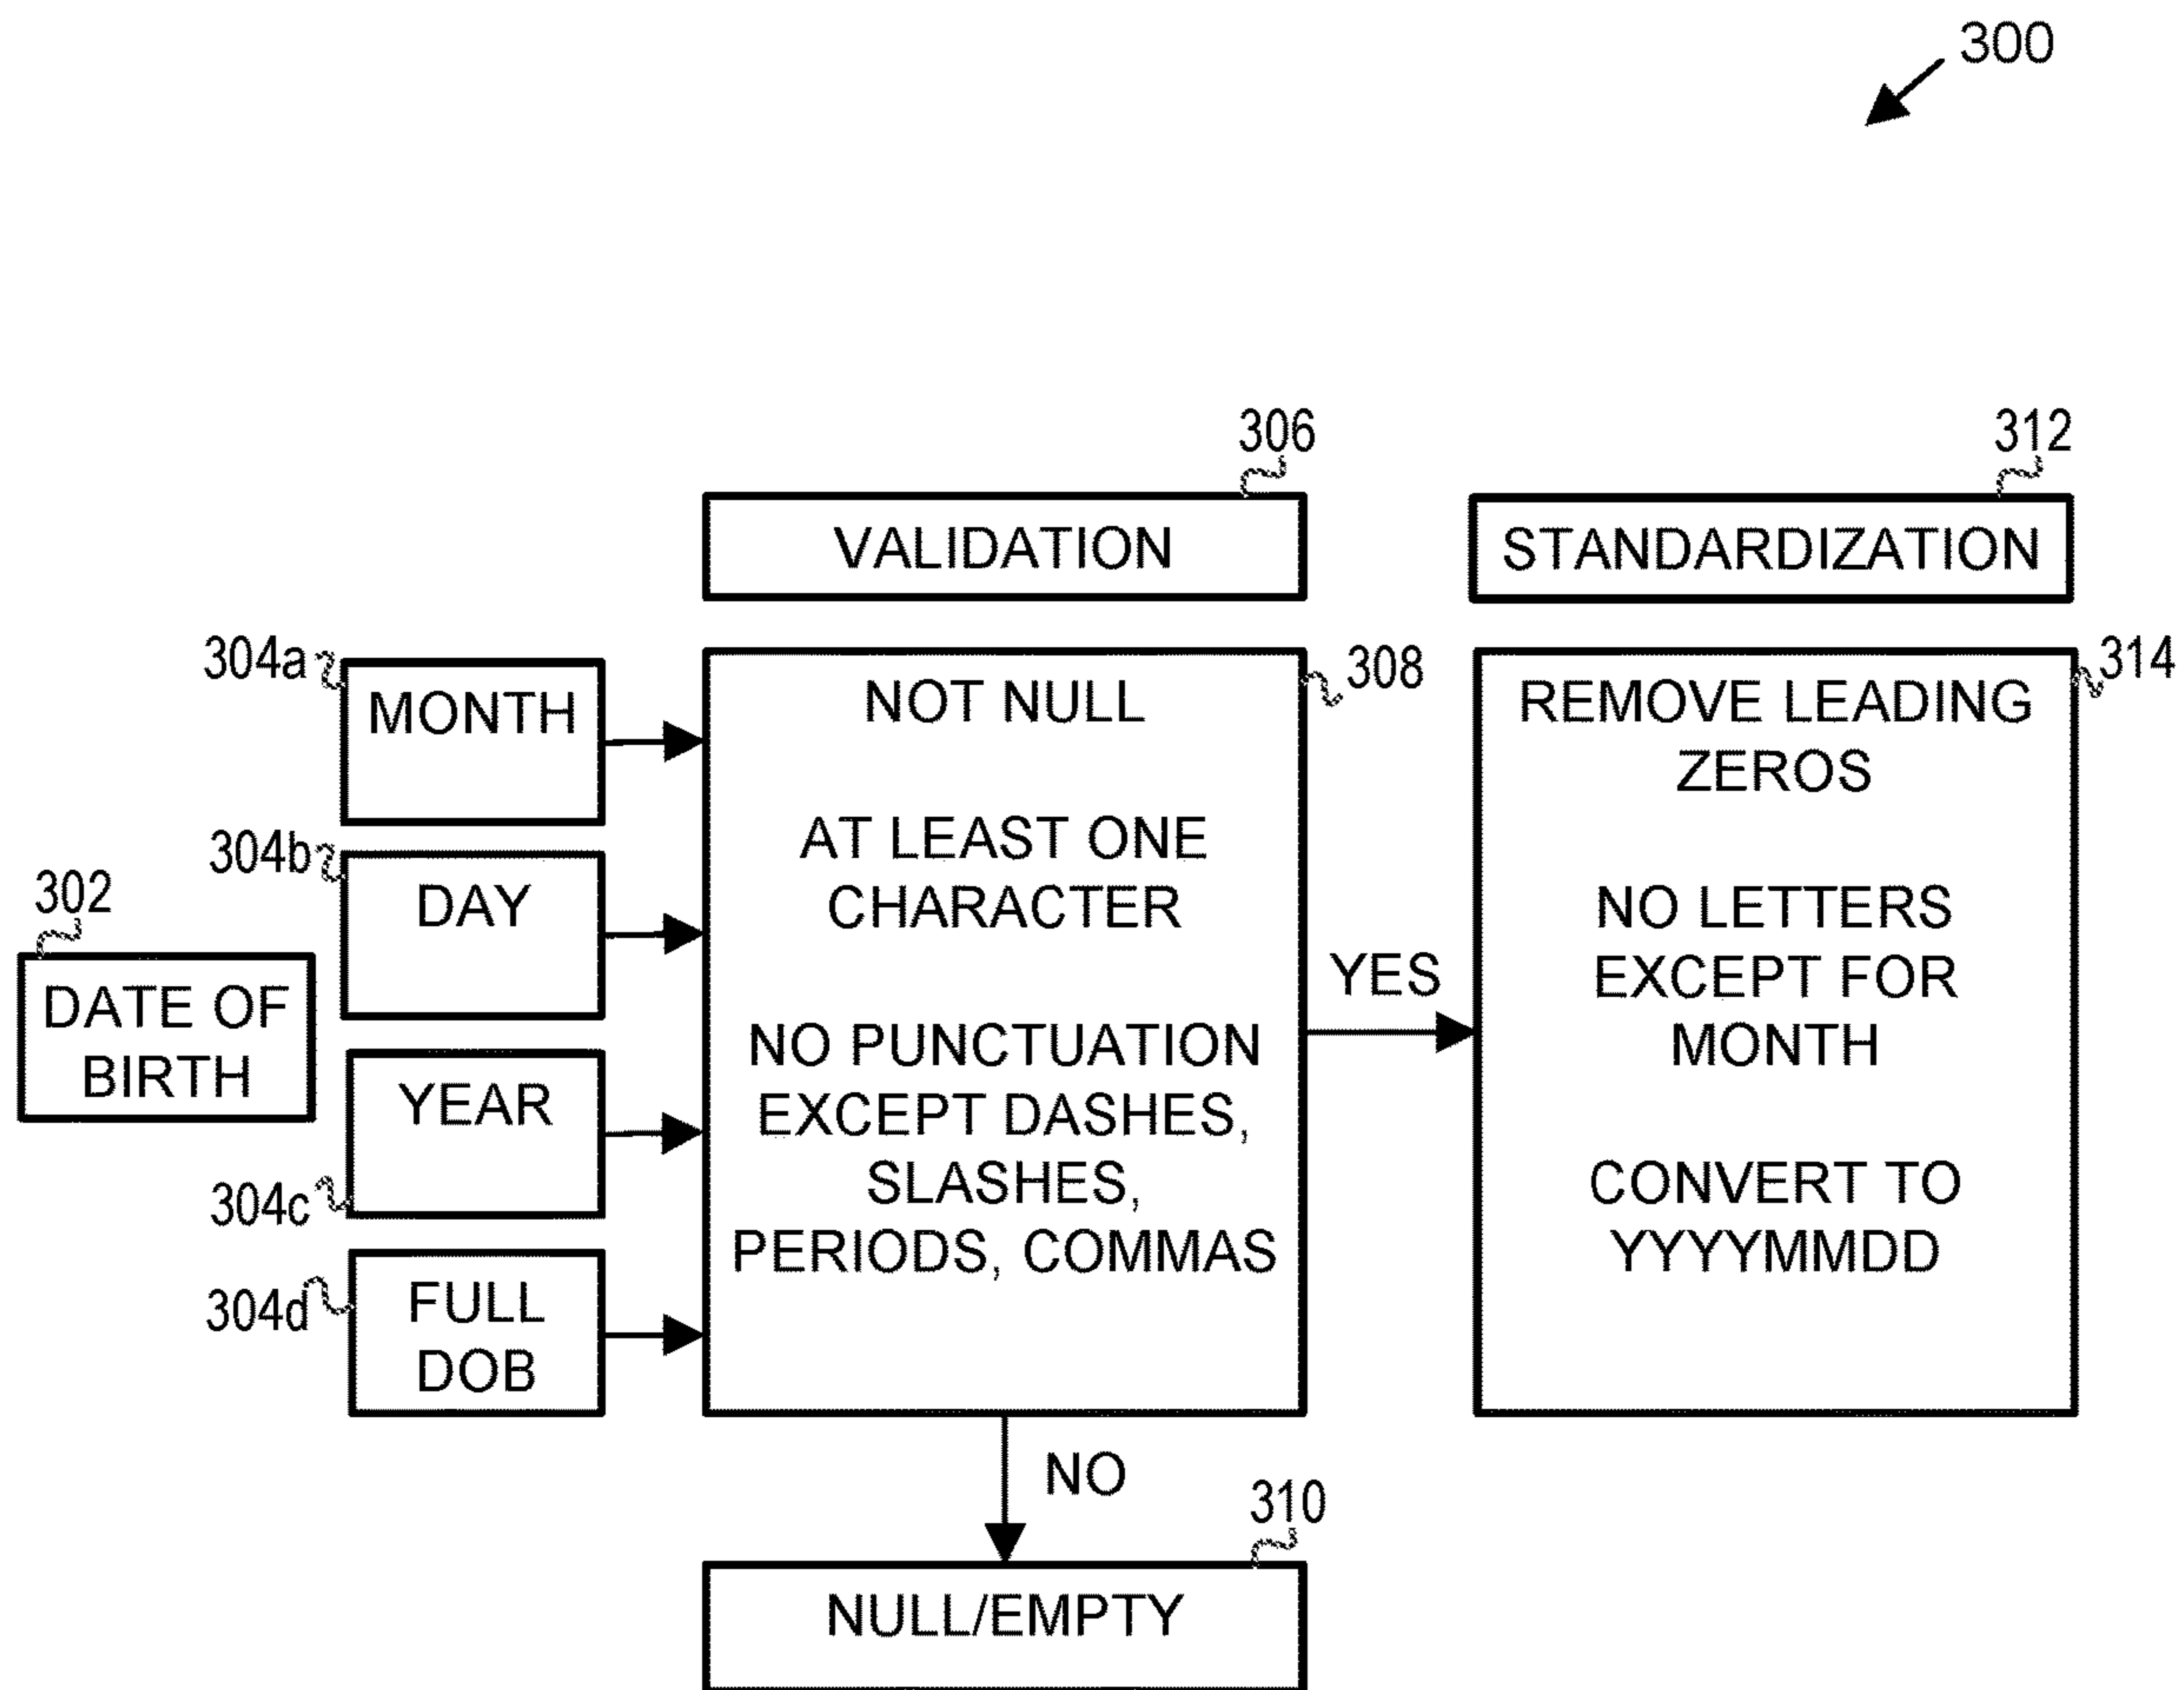 300
306
312
VALIDATION
STANDARDIZATION
304a
MONTH
304b
DAY
302
DATE OF
BIRTH
YEAR
304c
304d
FULL
DOB
308
NOT NULL
AT LEAST ONE
CHARACTER
NO PUNCTUATION
EXCEPT DASHES,
SLASHES,
PERIODS, COMMAS
YES
314
REMOVE LEADING
ZEROS
NO LETTERS
EXCEPT FOR
MONTH
CONVERT TO
YYYYMMDD
NO
310
NULL/EMPTY